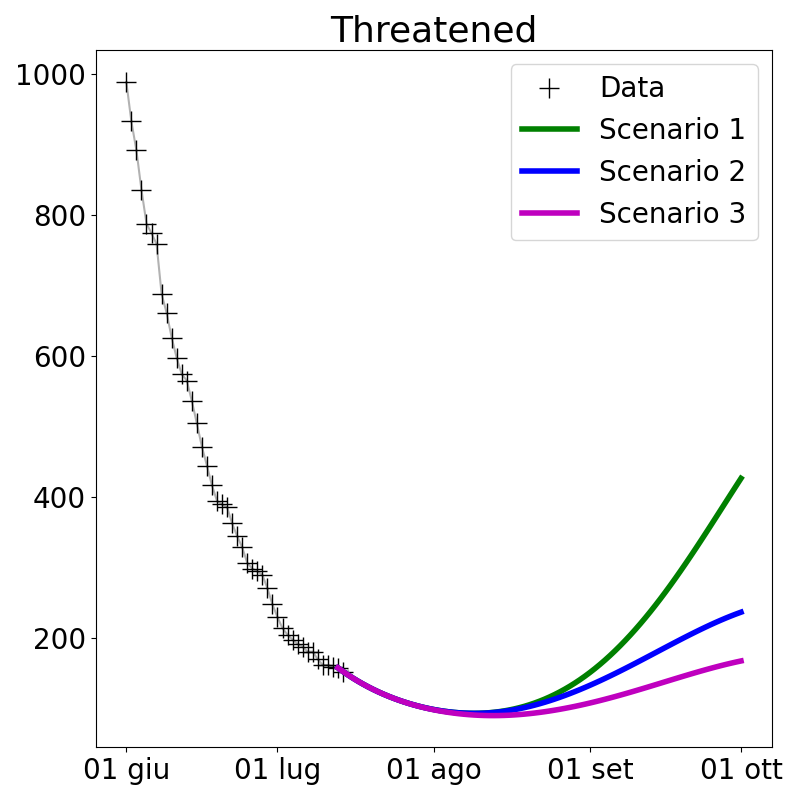 Threatened
1000
800
600
400
200
Data
Scenario 1
Scenario 2
Scenario 3
01 giu 01 lug 01 ago 01 set 01 ott